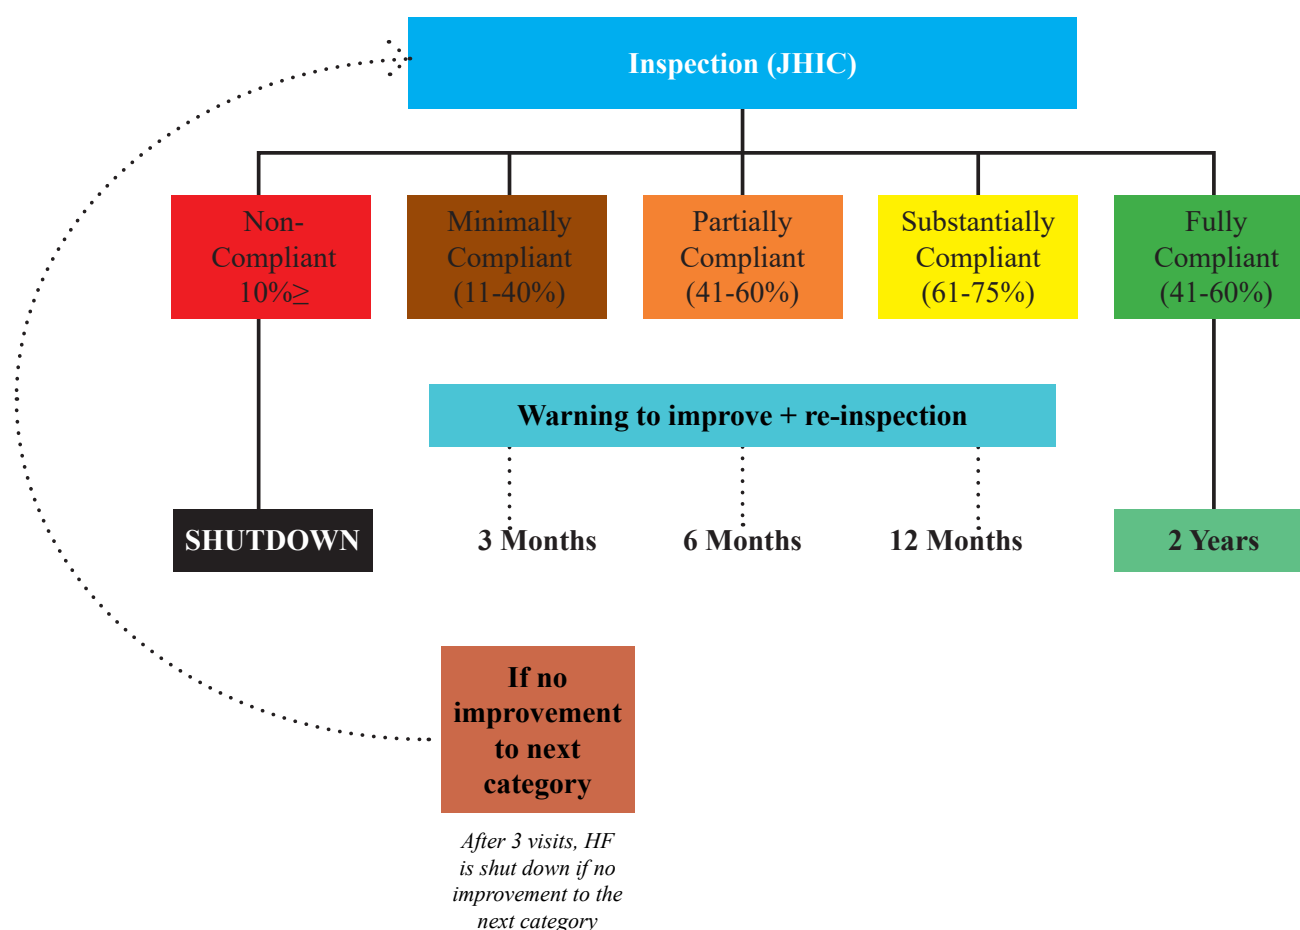 Inspection (JHIC)
Non-
Compliant
10%≥
Minimally
Compliant
(11-40%)
Partially
Compliant
(41-60%)
Substantially
Compliant
(61-75%)
Fully
Compliant
(41-60%)
Warning to improve + re-inspection
SHUTDOWN
3 Months
6 Months
12 Months
2 Years
If no
improvement
to next
category
After 3 visits, HF
is shut down if no
improvement to the
next category